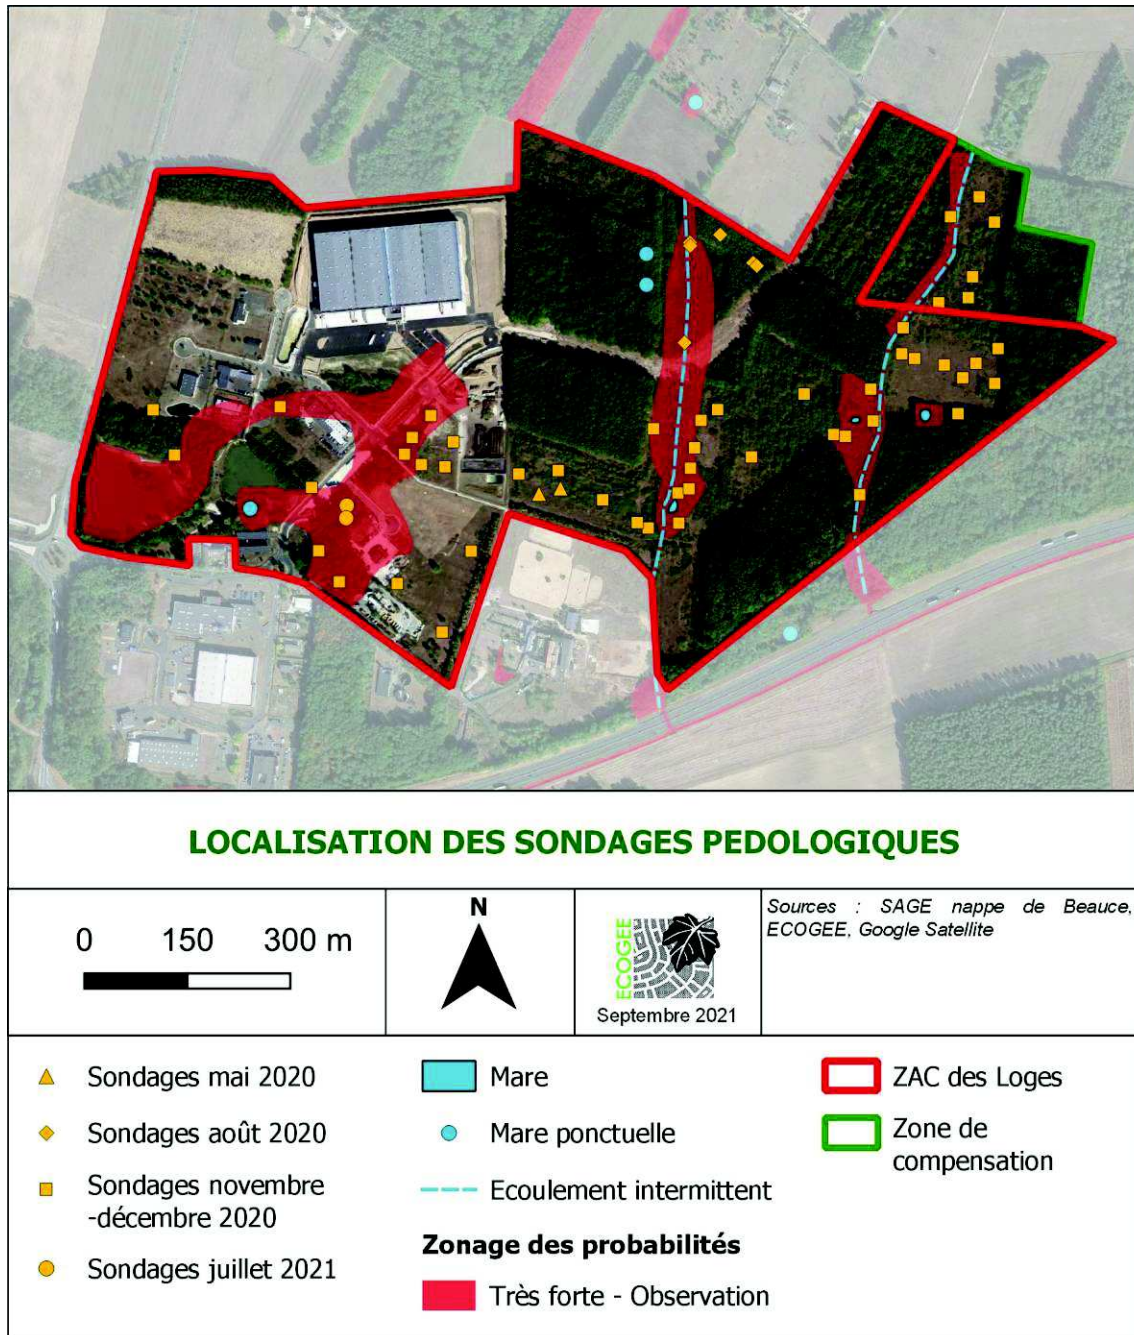 LOCALISATION DES SONDAGES PEDOLOGIQUES
0 150 300 m
N
ECOGEE
Septembre 2021
Sources : SAGE nappe de Beauce,
ECOGEE, Google Satellite
Sondages mai 2020
Sondages août 2020
Sondages novembre
-décembre 2020
Sondages juillet 2021
Mare
Mare ponctuelle
Ecoulement intermittent
Zonage des probabilités
Très forte - Observation
ZAC des Loges
Zone de
compensation